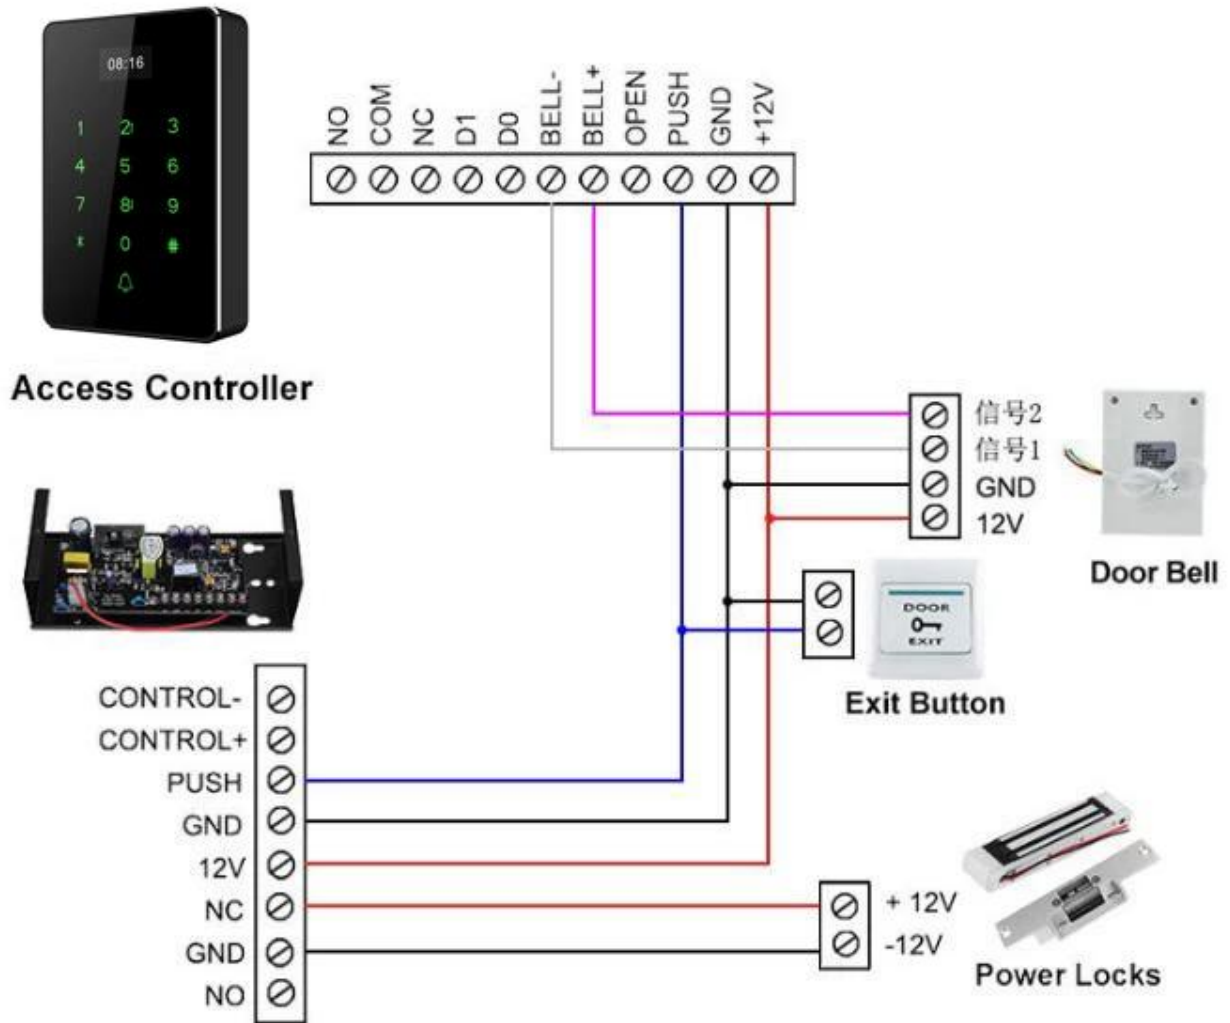 08:16
1 2 3
4 5 6
7 8 9
* 0 #
Access Controller
NO
COM
NC
D1
D0
BELL-
BELL+
OPEN
PUSH
GND
+12V
信号2
信号1
GND
12V
Door Bell
DOOR
EXIT
Exit Button
CONTROL-
CONTROL+
PUSH
GND
12V
NC
GND
NO
+ 12V
-12V
Power Locks